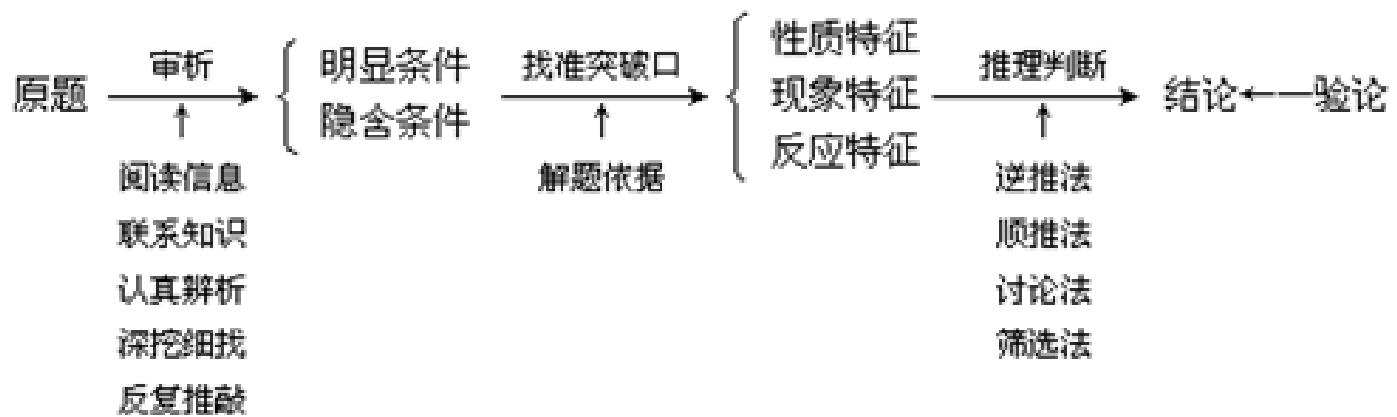 原题
审析
阅读信息
联系知识
认真辨析
深挖细找
反复推敲
明显条件
隐含条件
找准突破口
解题依据
性质特征
现象特征
反应特征
推理判断
逆推法
顺推法
讨论法
筛选法
结论←—验论